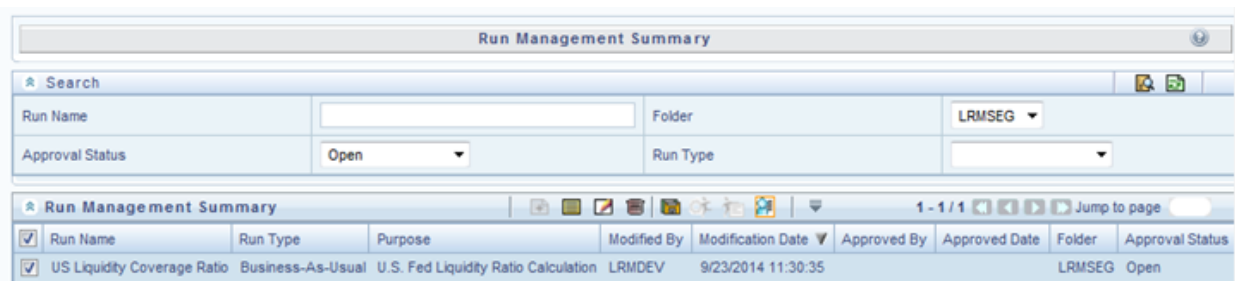 Run Management Summary
Search
Run Name Folder LRMSEG
Approval Status Open Run Type
Run Management Summary 1 - 1 / 1 Jump to page
Run Name Run Type Purpose Modified By Modification Date Approved By Approved Date Folder Approval Status
US Liquidity Coverage Ratio Business-As-Usual U.S. Fed Liquidity Ratio Calculation LRMDEV 9/23/2014 11:30:35 LRMSEG Open